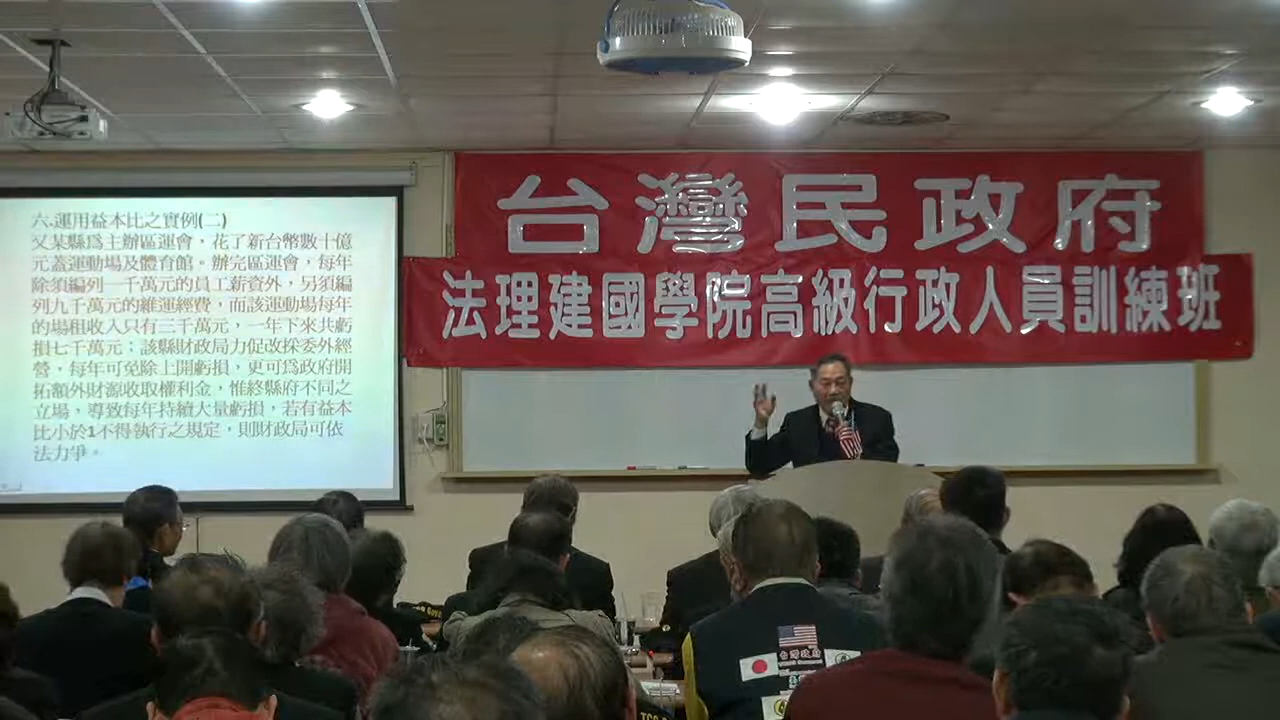 六.運用益本比之實例(二)
又某縣為主辦區運會，花了新台幣數十億
元蓋運動場及體育館。辦完區運會，每年
除須編列一千萬元的員工薪資外，另須編
列九千萬元的維運經費，而該運動場每年
的場租收入只有三千萬元，一年下來共虧
損七千萬元；該縣財政局力促改採委外經
營，每年可免除上開虧損，更可為政府開
拓額外財源收取權利金，惟終縣府不同之
立場，導致每年持續大量虧損，若有益本
比小於1不得執行之規定，則財政局可依
法力爭。
台灣民政府
法理建國學院高級行政人員訓練班
台灣政府